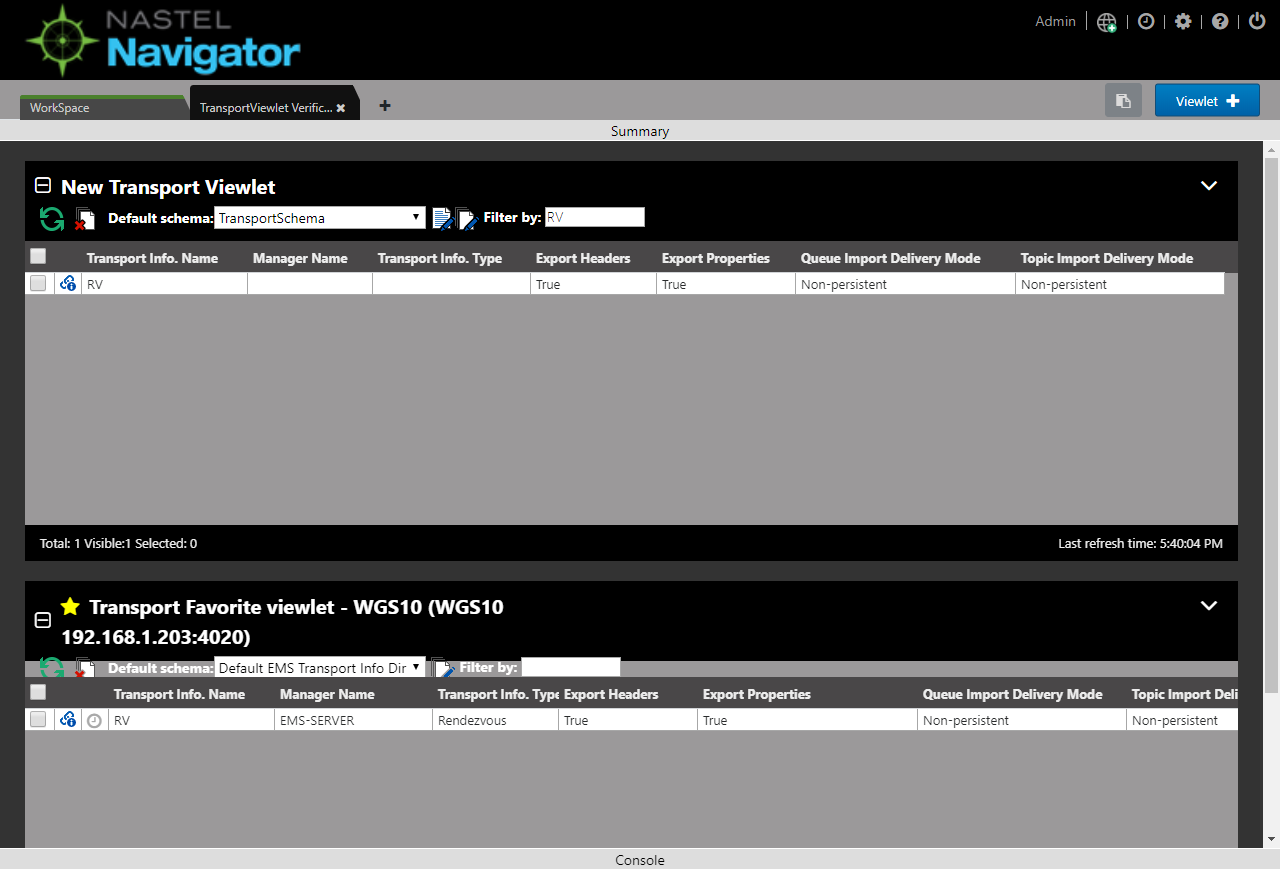 NASTEL
Navigator
Admin
WorkSpace
TransportViewlet Verific...
Viewlet
Summary
New Transport Viewlet
Default schema: TransportSchema Filter by: RV
Transport Info. Name Manager Name Transport Info. Type Export Headers Export Properties Queue Import Delivery Mode Topic Import Delivery Mode
RV True True Non-persistent Non-persistent
Total: 1 Visible:1 Selected: 0 Last refresh time: 5:40:04 PM
Transport Favorite viewlet - WGS10 (WGS10
192.168.1.203:4020)
Default schema: Default EMS Transport Info Dir Filter by:
Transport Info. Name Manager Name Transport Info. Type Export Headers Export Properties Queue Import Delivery Mode Topic Import Deli
RV EMS-SERVER Rendezvous True True Non-persistent Non-persistent
Console